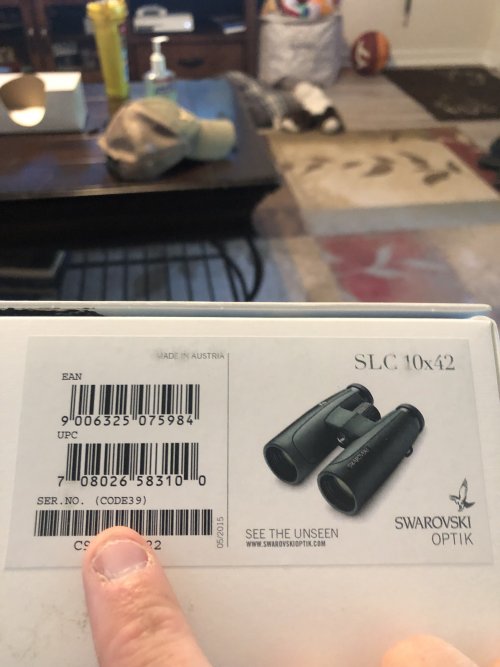 MADE IN AUSTRIA
EAN
9 006325 075984
UPC
7 08026 58310 0
SER.NO. (CODE39)
05/2015
SLC 10x42
SWAROVSKI
SEE THE UNSEEN
WWW.SWAROVSKIOPTIK.COM
SWAROVSKI
OPTIK